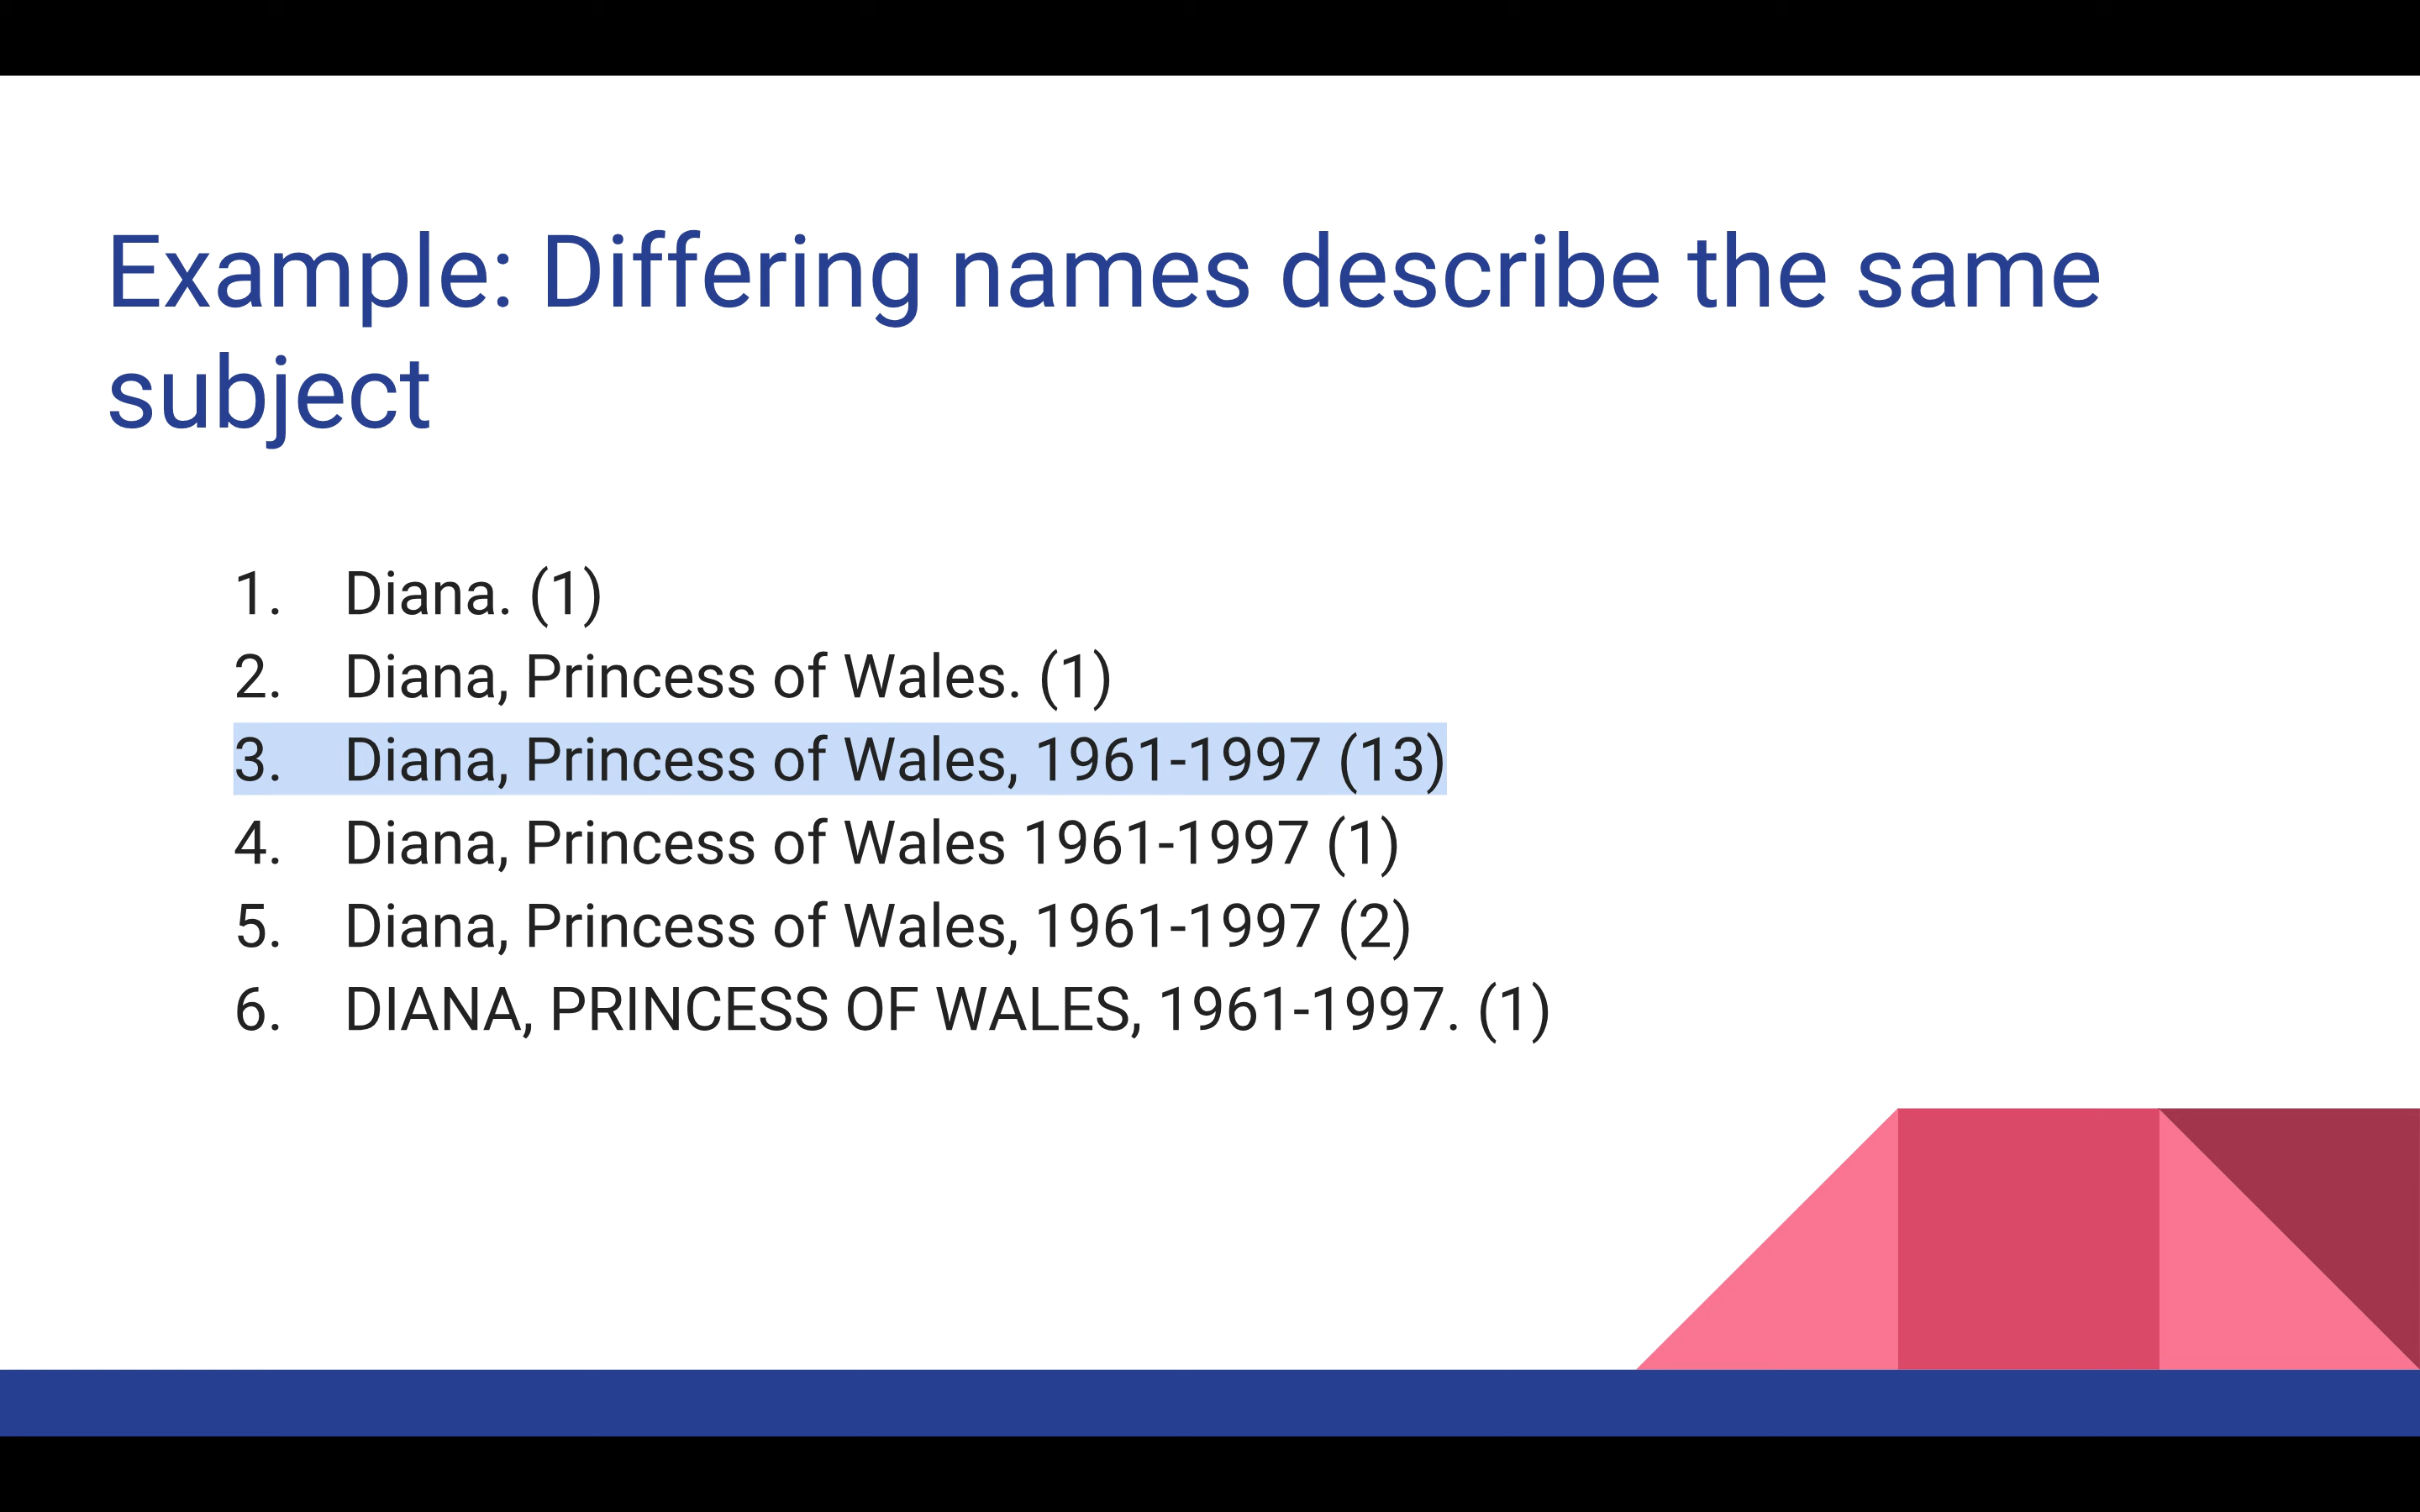 Example: Differing names describe the same
subject
1. Diana. (1)
2. Diana, Princess of Wales. (1)
3. Diana, Princess of Wales, 1961-1997 (13)
4. Diana, Princess of Wales 1961-1997 (1)
5. Diana, Princess of Wales, 1961-1997 (2)
6. DIANA, PRINCESS OF WALES, 1961-1997. (1)